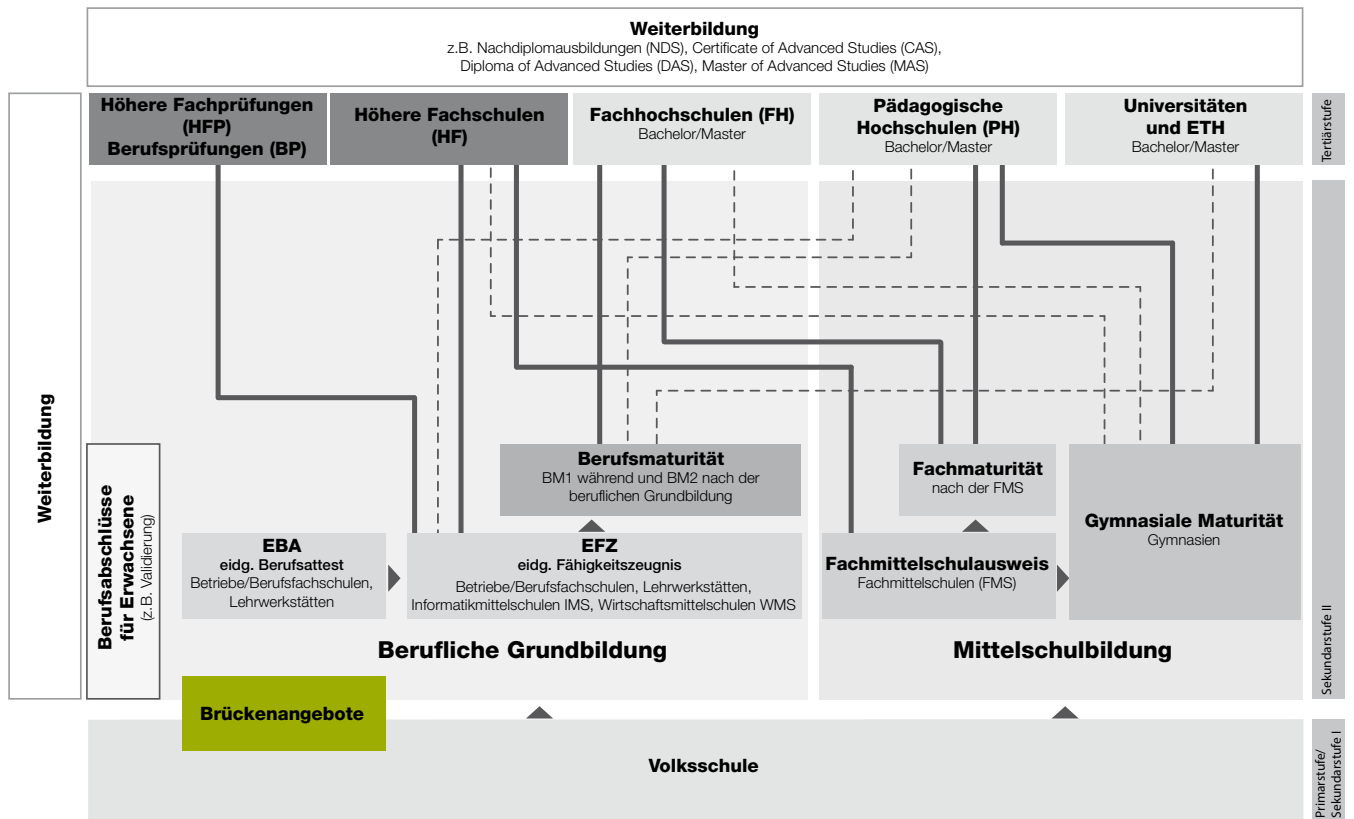 Weiterbildung
z.B. Nachdiplomausbildungen (NDS), Certificate of Advanced Studies (CAS),
Diploma of Advanced Studies (DAS), Master of Advanced Studies (MAS)
Höhere Fachprüfungen
(HFP)
Berufsprüfungen (BP)
Höhere Fachschulen
(HF)
Fachhochschulen (FH)
Bachelor/Master
Pädagogische
Hochschulen (PH)
Bachelor/Master
Universitäten
und ETH
Bachelor/Master
Tertiärstufe
Weiterbildung
Berufsabschlüsse
für Erwachsene
(z.B. Validierung)
Berufsmaturität
BM1 während und BM2 nach der
beruflichen Grundbildung
Fachmaturität
nach der FMS
Gymnasiale Maturität
Gymnasien
EBA
eidg. Berufsattest
Betriebe/Berufsfachschulen,
Lehrwerkstätten
EFZ
eidg. Fähigkeitszeugnis
Betriebe/Berufsfachschulen, Lehrwerkstätten,
Informatikmittelschulen IMS, Wirtschaftsmittelschulen WMS
Fachmittelschulausweis
Fachmittelschulen (FMS)
Berufliche Grundbildung
Mittelschulbildung
Sekundarstufe II
Brückenangebote
Volksschule
Primarstufe/
Sekundarstufe I